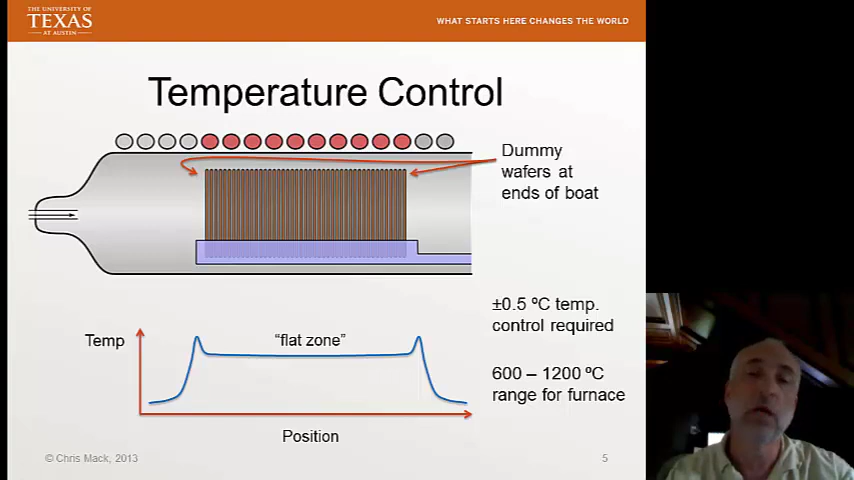 THE UNIVERSITY OF
TEXAS
AT AUSTIN
WHAT STARTS HERE CHANGES THE WORLD
Temperature Control
Dummy
wafers at
ends of boat
±0.5 ºC temp.
control required
Temp
"flat zone"
600 – 1200 ºC
range for furnace
Position
© Chris Mack, 2013
5